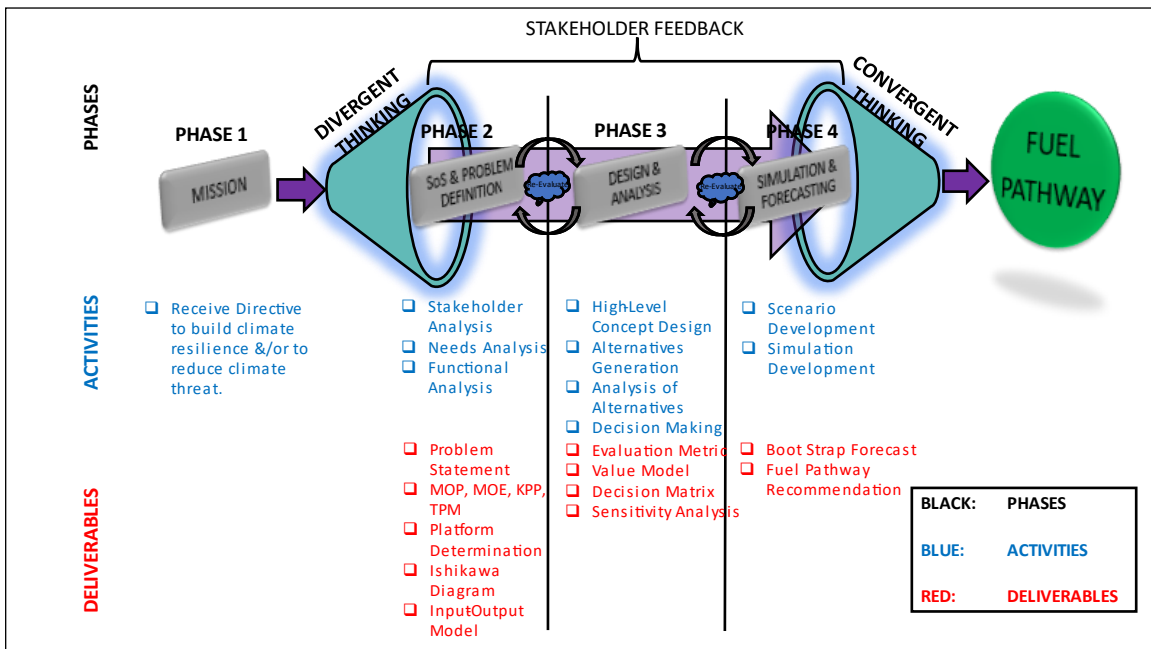 STAKEHOLDER FEEDBACK
PHASES
PHASE 1
MISSION
DIVERGENT
THINKING
PHASE 2
SoS & PROBLEM
DEFINITION
Re-Evaluate
PHASE 3
DESIGN &
ANALYSIS
Re-Evaluate
PHASE 4
SIMULATION &
FORECASTING
CONVERGENT
THINKING
FUEL
PATHWAY
ACTIVITIES
❑ Receive Directive
to build climate
resilience &/or to
reduce climate
threat.
❑ Stakeholder
Analysis
❑ Needs Analysis
❑ Functional
Analysis
❑ High-Level
Concept Design
❑ Alternatives
Generation
❑ Analysis of
Alternatives
❑ Decision Making
❑ Scenario
Development
❑ Simulation
Development
DELIVERABLES
❑ Problem
Statement
❑ MOP, MOE, KPP,
TPM
❑ Platform
Determination
❑ Ishikawa
Diagram
❑ Input-Output
Model
❑ Evaluation Metric
❑ Value Model
❑ Decision Matrix
❑ Sensitivity Analysis
❑ Boot Strap Forecast
❑ Fuel Pathway
Recommendation
BLACK: PHASES
BLUE: ACTIVITIES
RED: DELIVERABLES